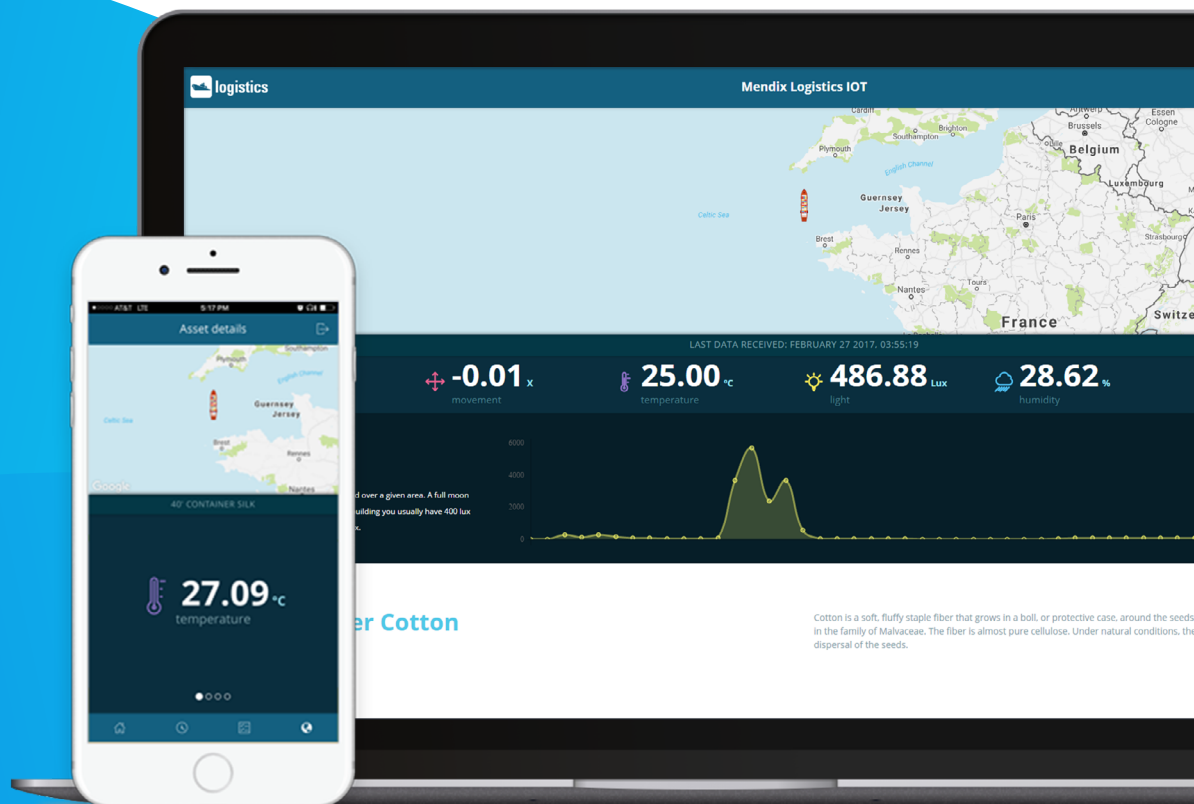 logistics
Mendix Logistics IOT
Cardiff
Southampton
Brighton
Plymouth
English Channel
Guernsey
Jersey
Celtic Sea
Brest
Rennes
Nantes
Tours
Paris
France
Antwerp
Brussels
Belgium
Essen
Cologne
Luxembourg
Strasbourg
Switze
LAST DATA RECEIVED: FEBRUARY 27 2017, 03:55:19
-0.01 x
movement
25.00 °C
temperature
486.88 Lux
light
28.62 %
humidity
6000
4000
3000
0
d over a given area. A full moon
uilding you usually have 400 lux
x.
er Cotton
Cotton is a soft, fluffy staple fiber that grows in a boll, or protective case, around the seeds
in the family of Malvaceae. The fiber is almost pure cellulose. Under natural conditions, the
dispersal of the seeds.
AT&T LTE
5:17 PM
Asset details
Southampton
Plymouth
English Channel
Guernsey
Jersey
Celtic Sea
Brest
Rennes
Nantes
Google
40' CONTAINER SILK
27.09 °C
temperature